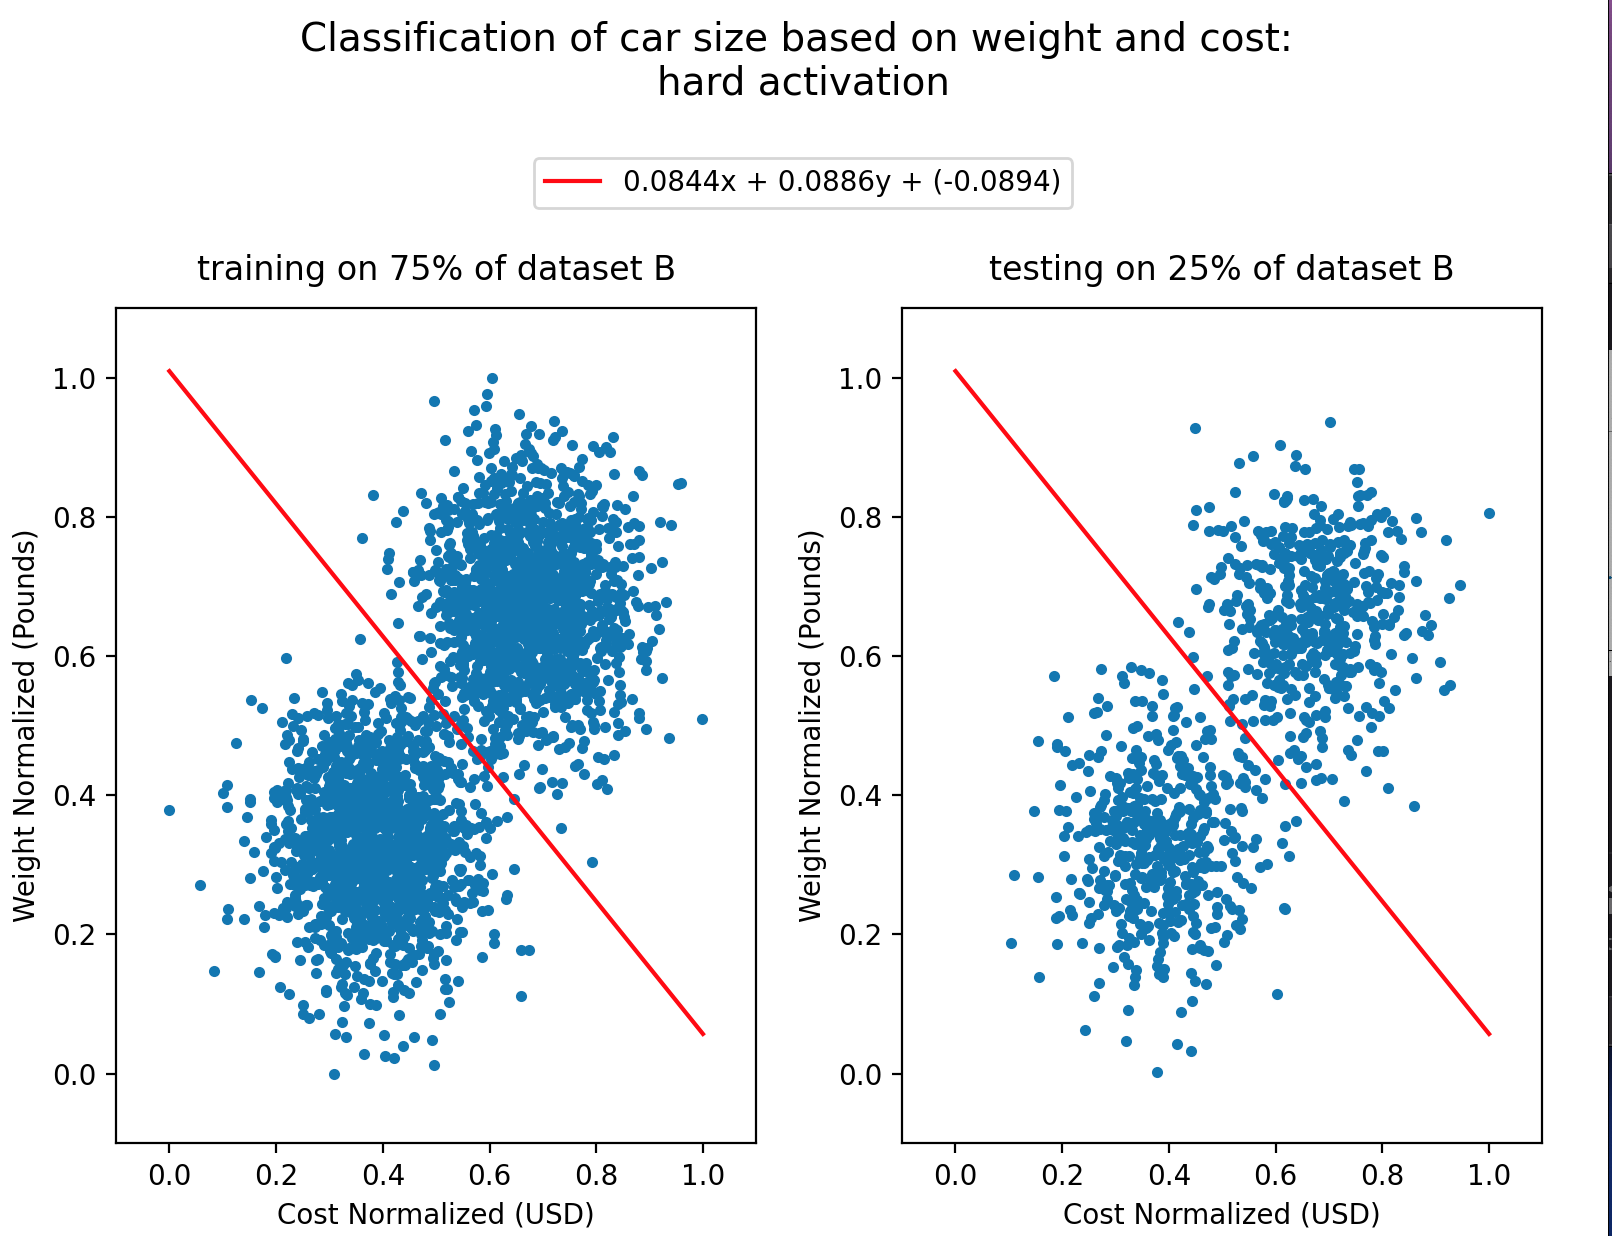 Classification of car size based on weight and cost:
hard activation
0.0844x + 0.0886y + (-0.0894)
training on 75% of dataset B
testing on 25% of dataset B
Weight Normalized (Pounds)
1.0
0.8
0.6
0.4
0.2
0.0
0.0 0.2 0.4 0.6 0.8 1.0
Cost Normalized (USD)
Weight Normalized (Pounds)
1.0
0.8
0.6
0.4
0.2
0.0
0.0 0.2 0.4 0.6 0.8 1.0
Cost Normalized (USD)